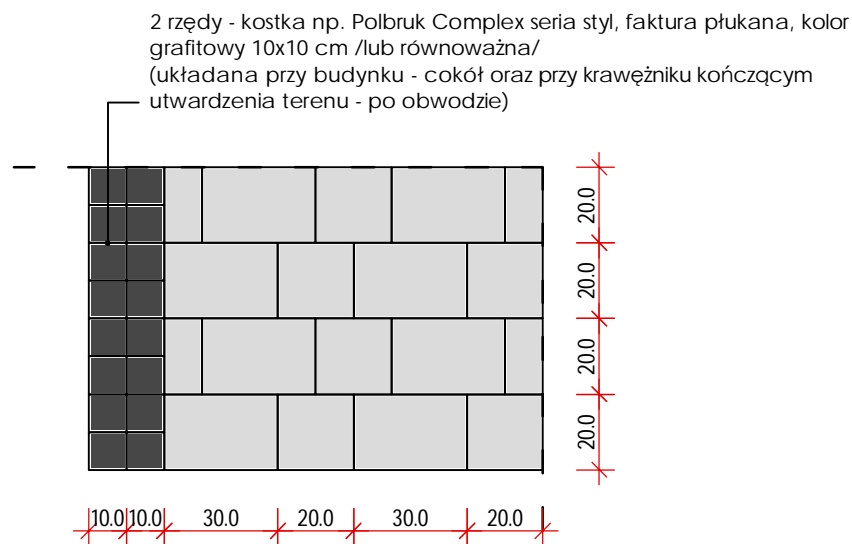 2 rzędy - kostka np. Polbruk Complex seria styl, faktura płukana, kolor
grafitowy 10x10 cm /lub równoważna/
(układana przy budynku - cokół oraz przy krawężniku kończącym
utwardzenia terenu - po obwodzie)
20.0
20.0
20.0
20.0
10.0 10.0 30.0 20.0 30.0 20.0